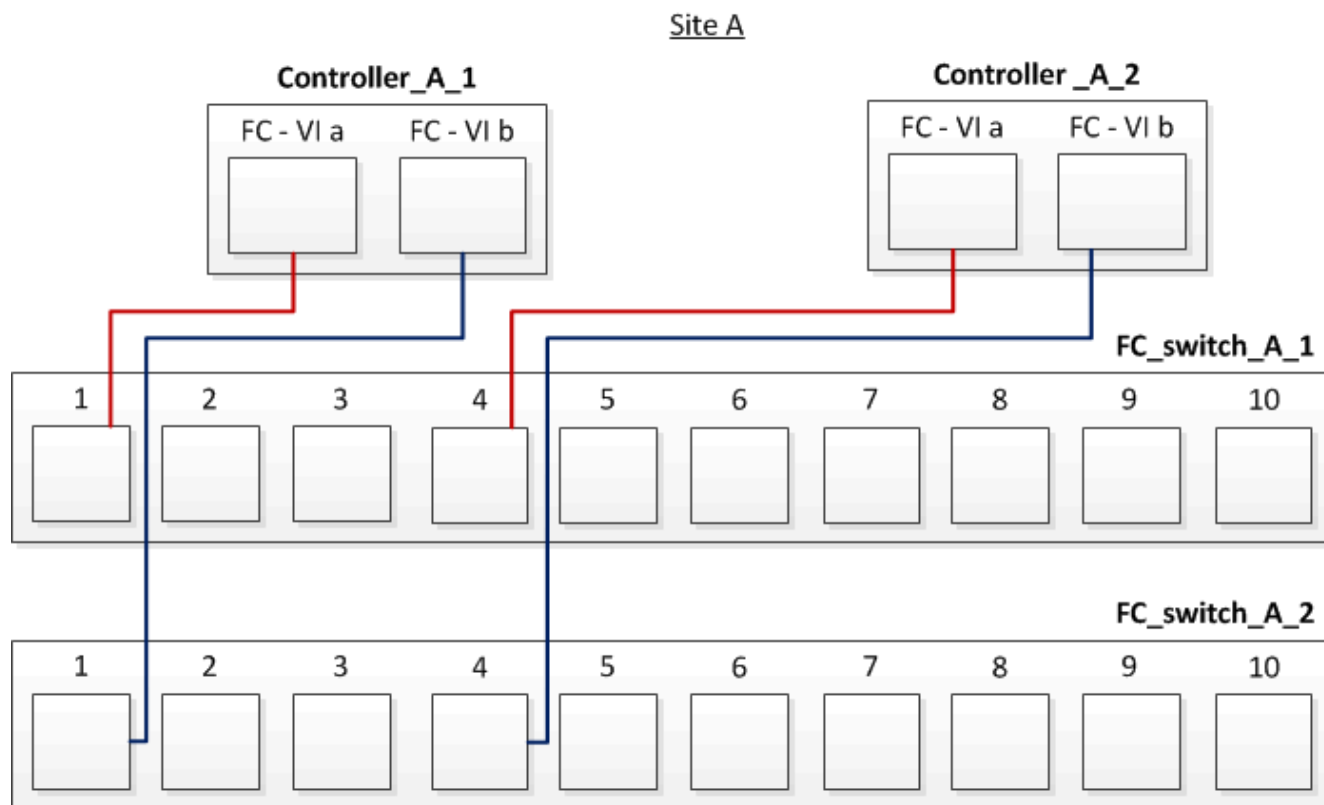 Site A
Controller_A_1
Controller _A_2
FC - VI a FC - VI b
FC - VI a FC - VI b
FC_switch_A_1
1 2 3 4 5 6 7 8 9 10
FC_switch_A_2
1 2 3 4 5 6 7 8 9 10